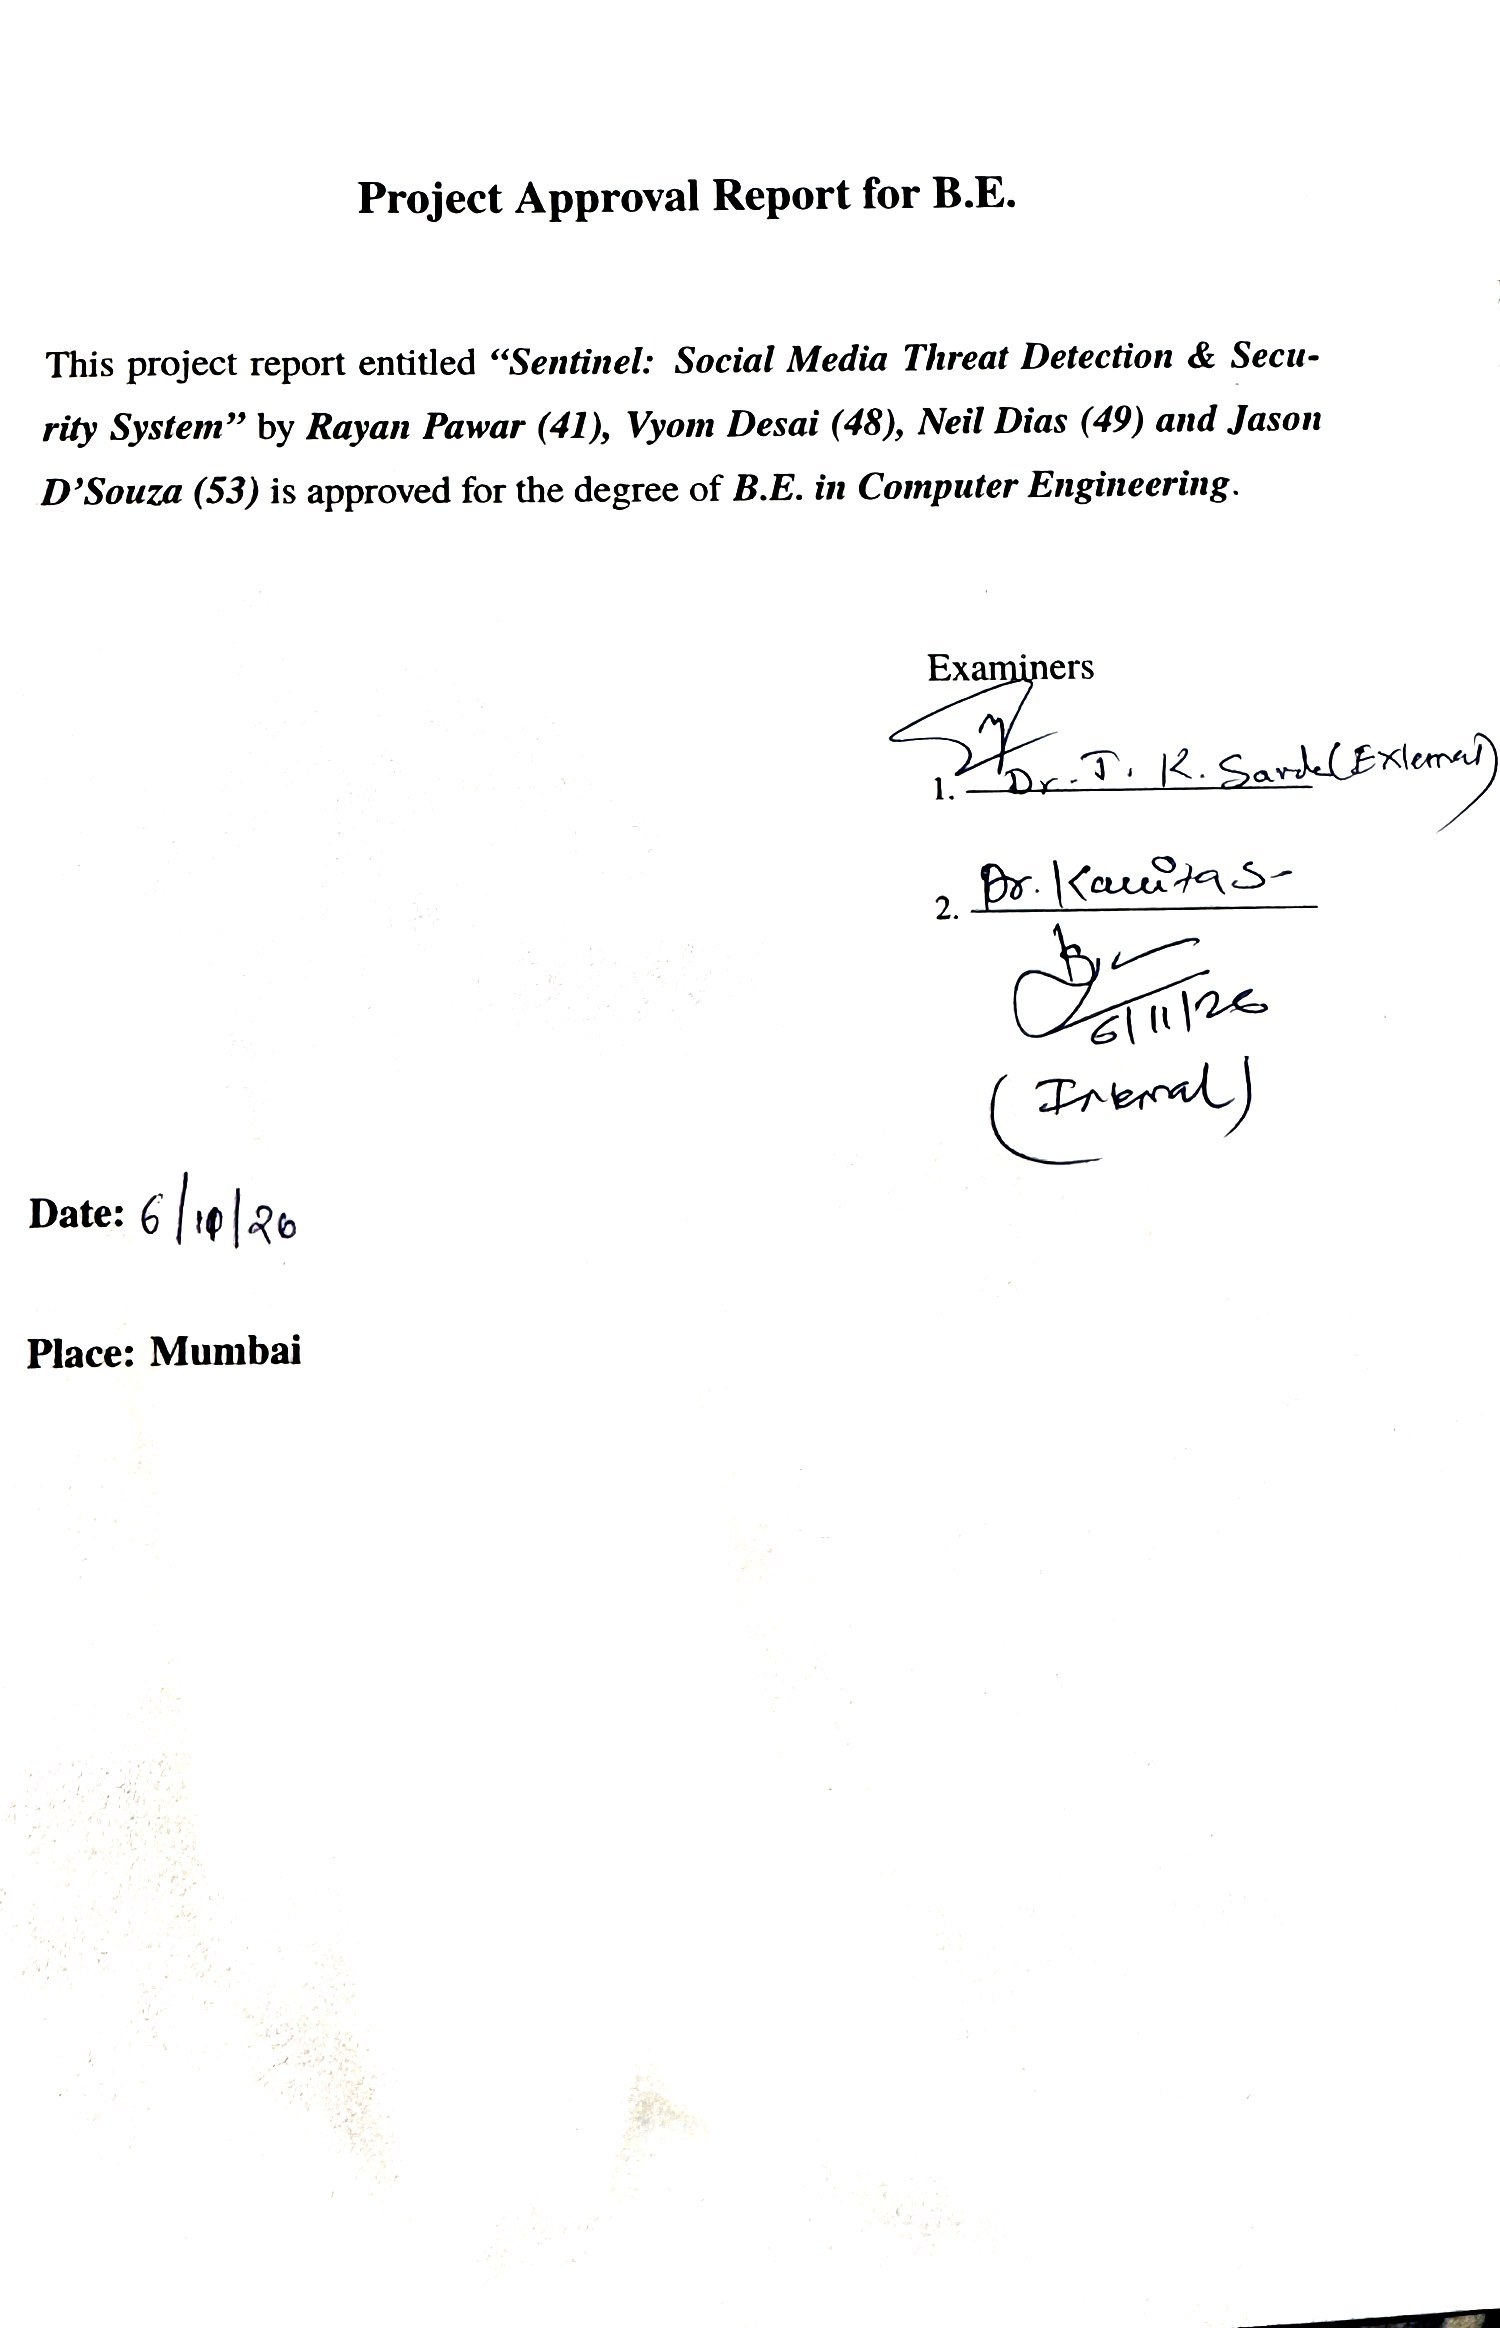 Project Approval Report for B.E.
This project report entitled “Sentinel: Social Media Threat Detection & Secu-
rity System” by Rayan Pawar (41), Vyom Desai (48), Neil Dias (49) and Jason
D’Souza (53) is approved for the degree of B.E. in Computer Engineering.
Examiners
1. Dr. J. K. (External)
2. Dr. Kavita S-
6/11/26
(Internal)
Date: 6/ /26
Place: Mumbai